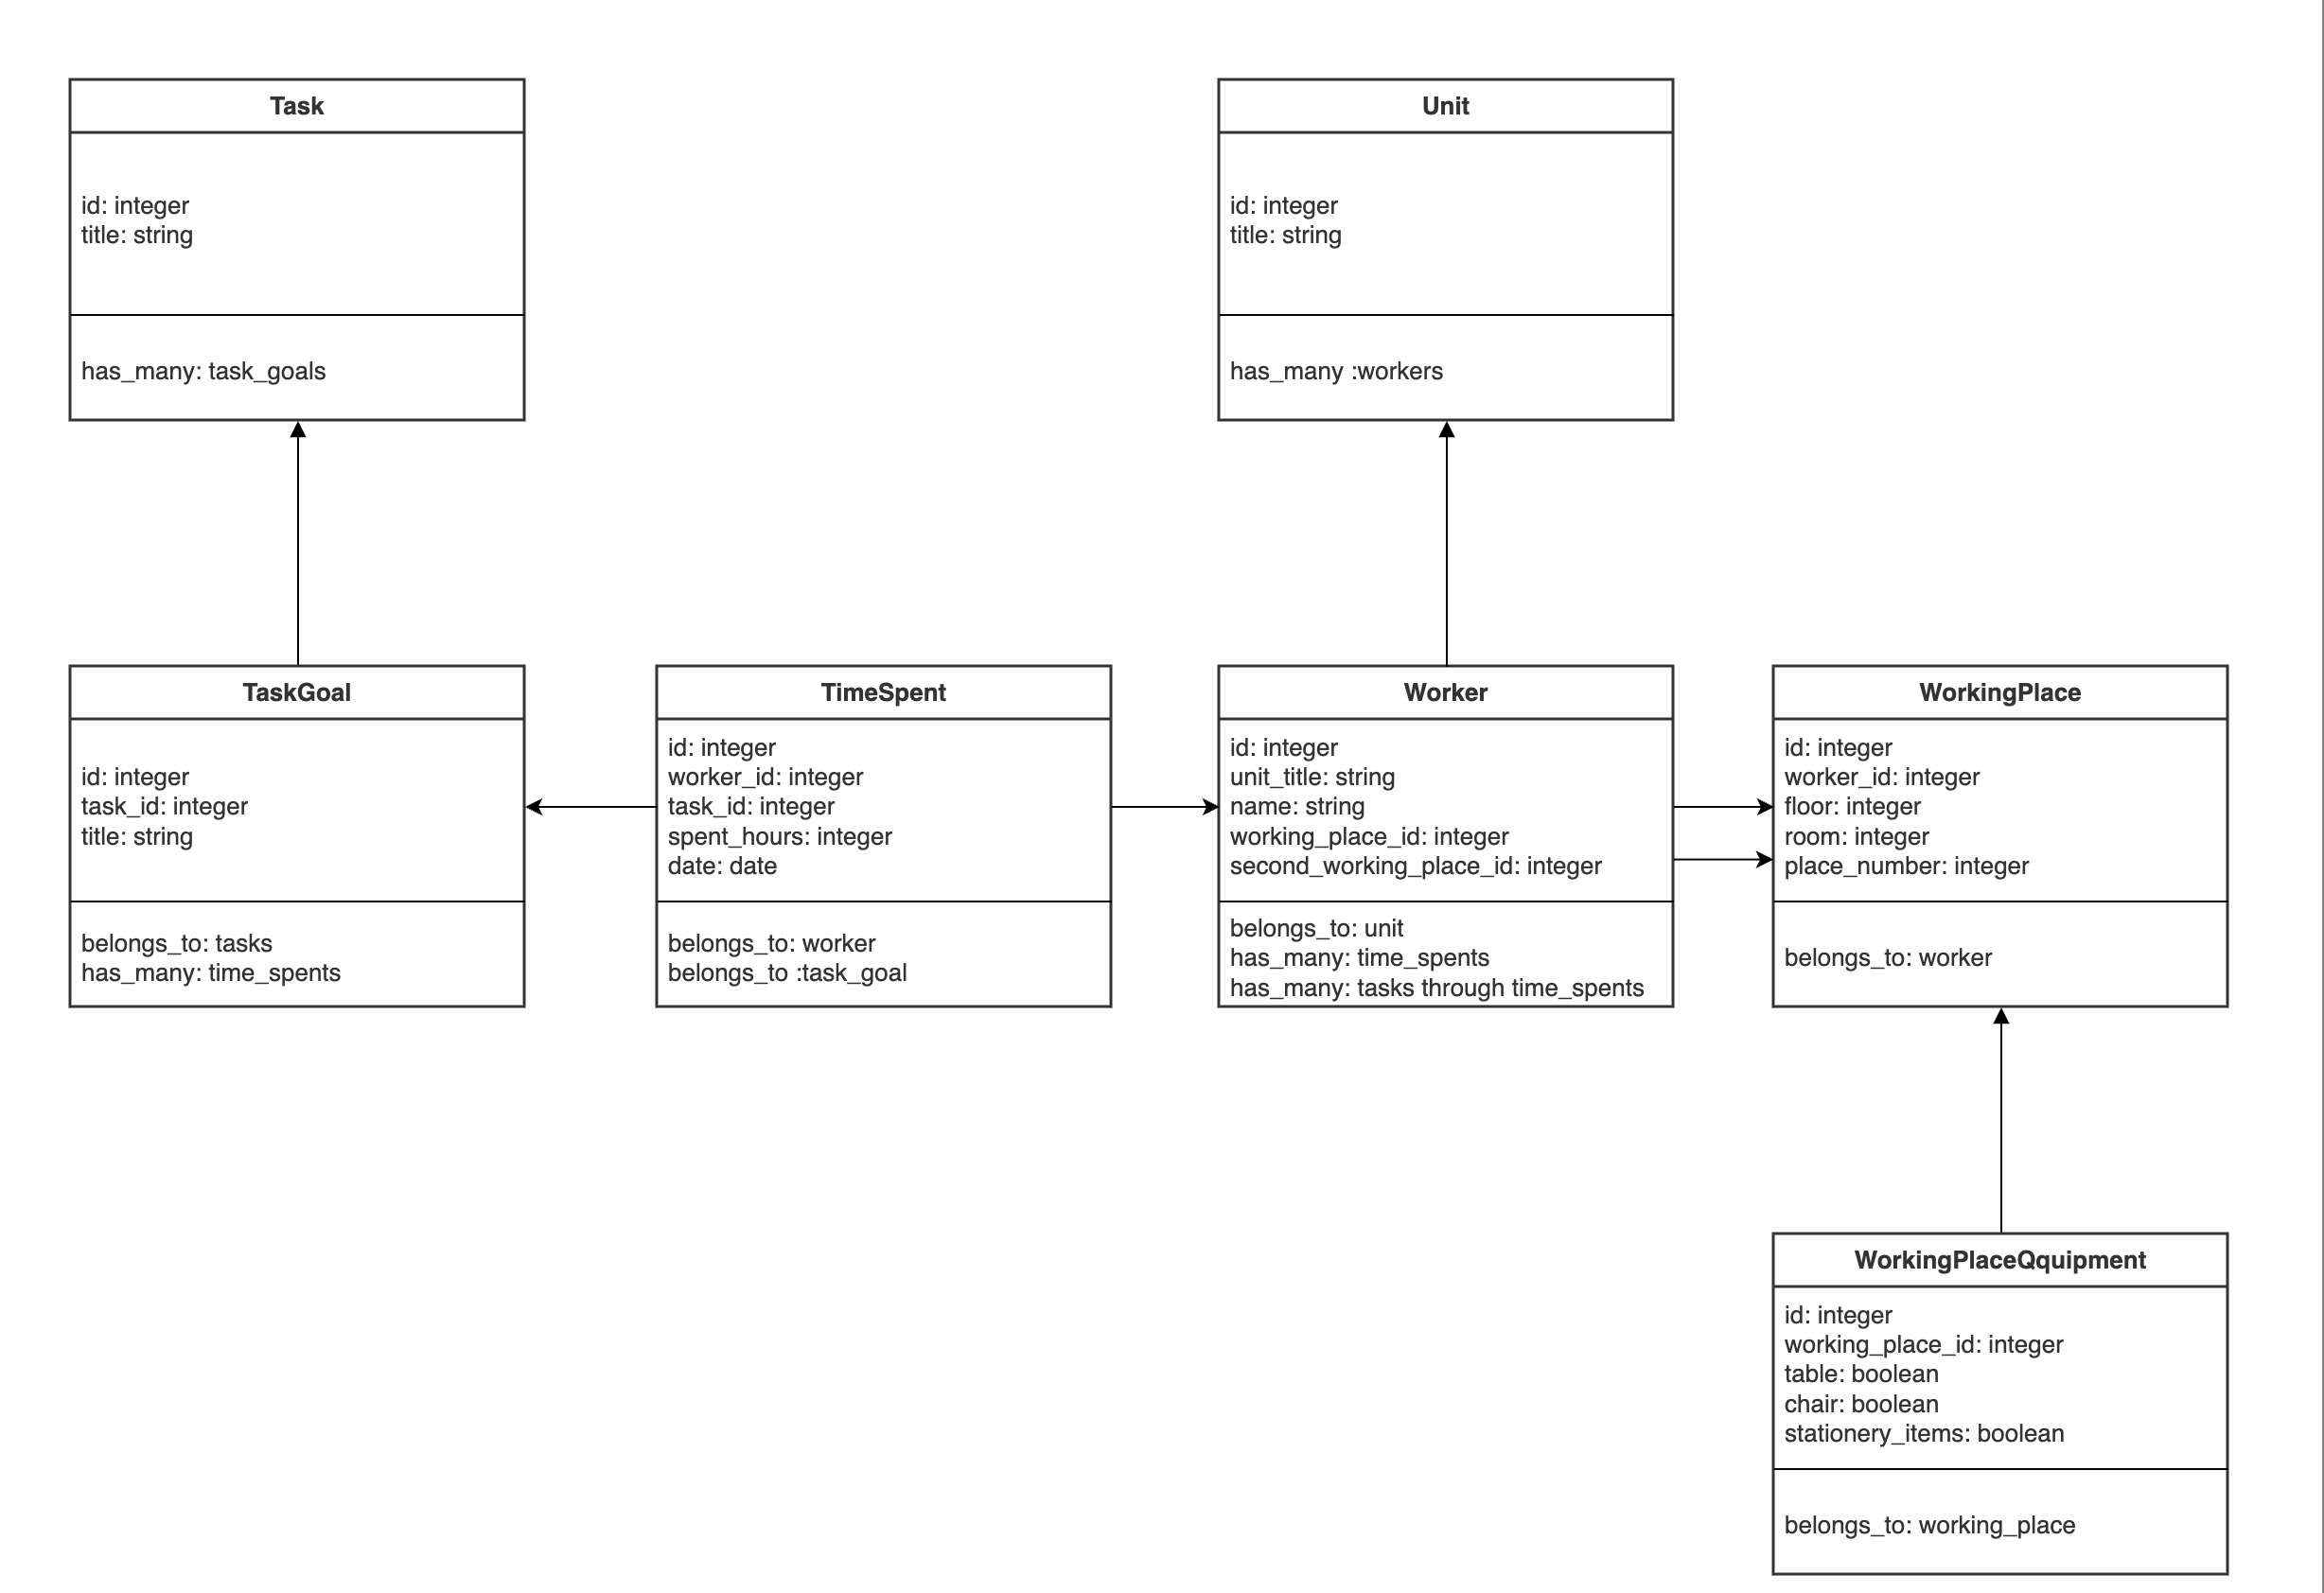 Task
id: integer
title: string
has_many: task_goals
Unit
id: integer
title: string
has_many :workers
TaskGoal
id: integer
task_id: integer
title: string
belongs_to: tasks
has_many: time_spents
TimeSpent
id: integer
worker_id: integer
task_id: integer
spent_hours: integer
date: date
belongs_to: worker
belongs_to :task_goal
Worker
id: integer
unit_title: string
name: string
working_place_id: integer
second_working_place_id: integer
belongs_to: unit
has_many: time_spents
has_many: tasks through time_spents
WorkingPlace
id: integer
worker_id: integer
floor: integer
room: integer
place_number: integer
belongs_to: worker
WorkingPlaceQquipment
id: integer
working_place_id: integer
table: boolean
chair: boolean
stationery_items: boolean
belongs_to: working_place